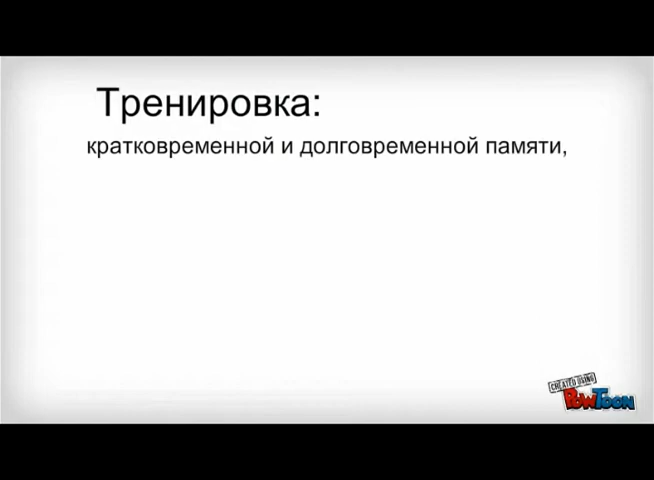 Тренировка:
кратковременной и долговременной памяти,
CREATED USING
PowToon